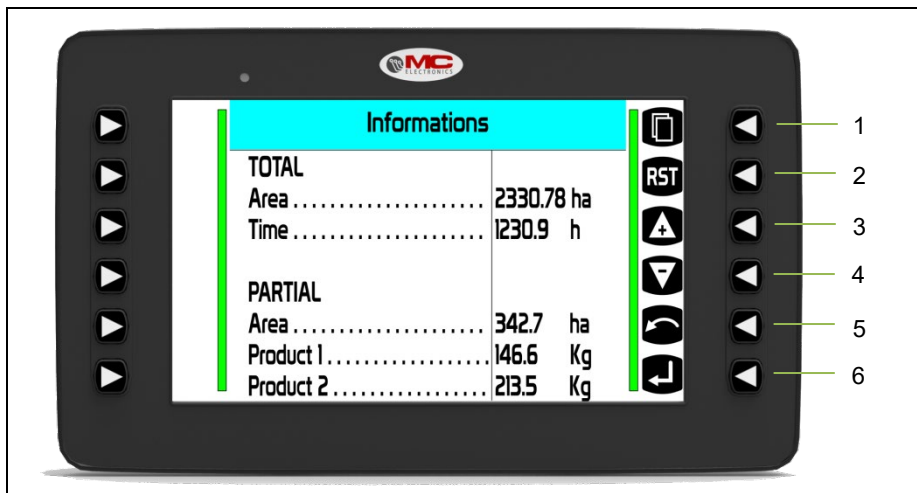 MC
ELECTRONICS
Informations
TOTAL
Area ..................... 2330.78 ha
Time ..................... 1230.9 h
PARTIAL
Area ..................... 342.7 ha
Product 1 .................. 146.6 Kg
Product 2 ................. 213.5 Kg
RST
1
2
3
4
5
6